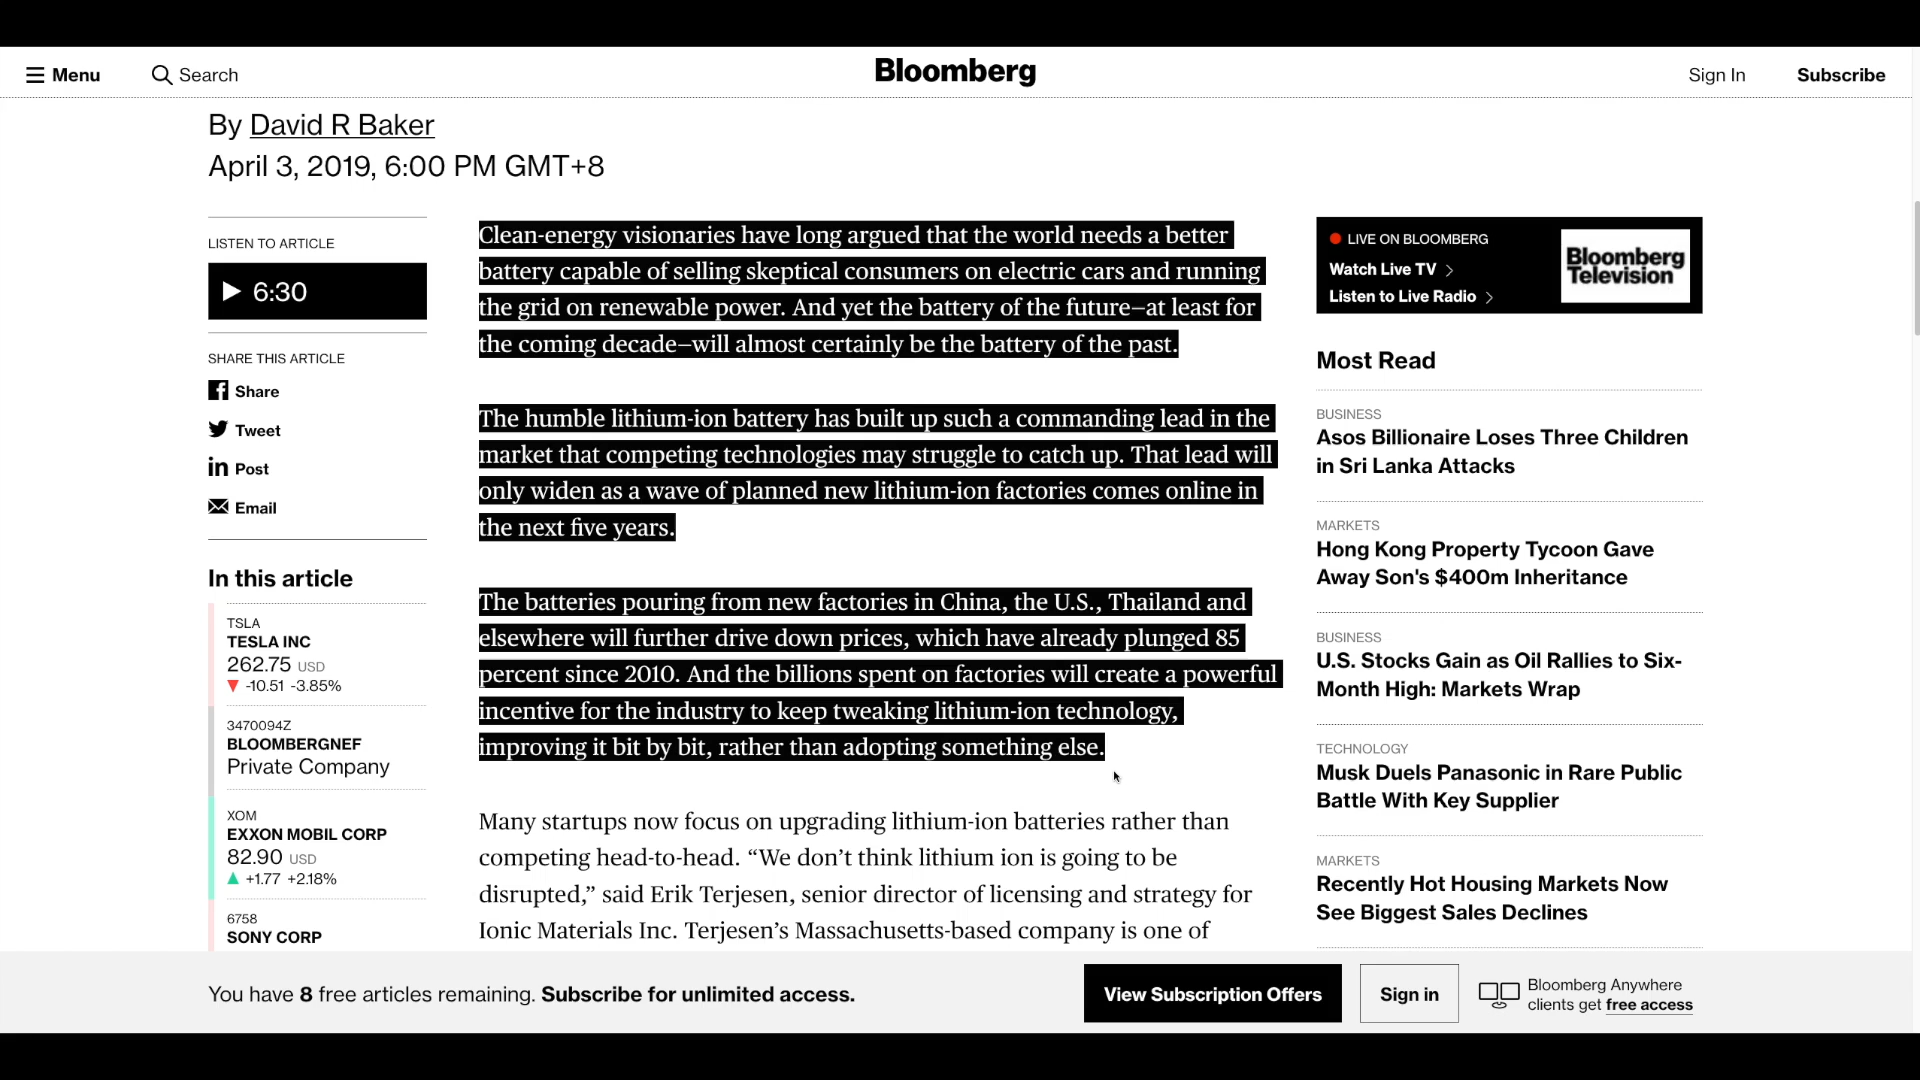 Menu
Search
Bloomberg
Sign In
Subscribe
By David R Baker
April 3, 2019, 6:00 PM GMT+8
LISTEN TO ARTICLE
6:30
SHARE THIS ARTICLE
Share
Tweet
Post
Email
In this article
TSLA
TESLA INC
262.75 USD
-10.51 -3.85%
3470094Z
BLOOMBERGNEF
Private Company
XOM
EXXON MOBIL CORP
82.90 USD
+1.77 +2.18%
6758
SONY CORP
Clean-energy visionaries have long argued that the world needs a better
battery capable of selling skeptical consumers on electric cars and running
the grid on renewable power. And yet the battery of the future—at least for
the coming decade—will almost certainly be the battery of the past.
The humble lithium-ion battery has built up such a commanding lead in the
market that competing technologies may struggle to catch up. That lead will
only widen as a wave of planned new lithium-ion factories comes online in
the next five years.
The batteries pouring from new factories in China, the U.S., Thailand and
elsewhere will further drive down prices, which have already plunged 85
percent since 2010. And the billions spent on factories will create a powerful
incentive for the industry to keep tweaking lithium-ion technology,
improving it bit by bit, rather than adopting something else.
Many startups now focus on upgrading lithium-ion batteries rather than
competing head-to-head. “We don’t think lithium ion is going to be
disrupted,” said Erik Terjesen, senior director of licensing and strategy for
Ionic Materials Inc. Terjesen’s Massachusetts-based company is one of
LIVE ON BLOOMBERG
Watch Live TV
Listen to Live Radio
Bloomberg
Television
Most Read
BUSINESS
Asos Billionaire Loses Three Children
in Sri Lanka Attacks
MARKETS
Hong Kong Property Tycoon Gave
Away Son's $400m Inheritance
BUSINESS
U.S. Stocks Gain as Oil Rallies to Six-
Month High: Markets Wrap
TECHNOLOGY
Musk Duels Panasonic in Rare Public
Battle With Key Supplier
MARKETS
Recently Hot Housing Markets Now
See Biggest Sales Declines
You have 8 free articles remaining. Subscribe for unlimited access.
View Subscription Offers
Sign in
Bloomberg Anywhere
clients get free access